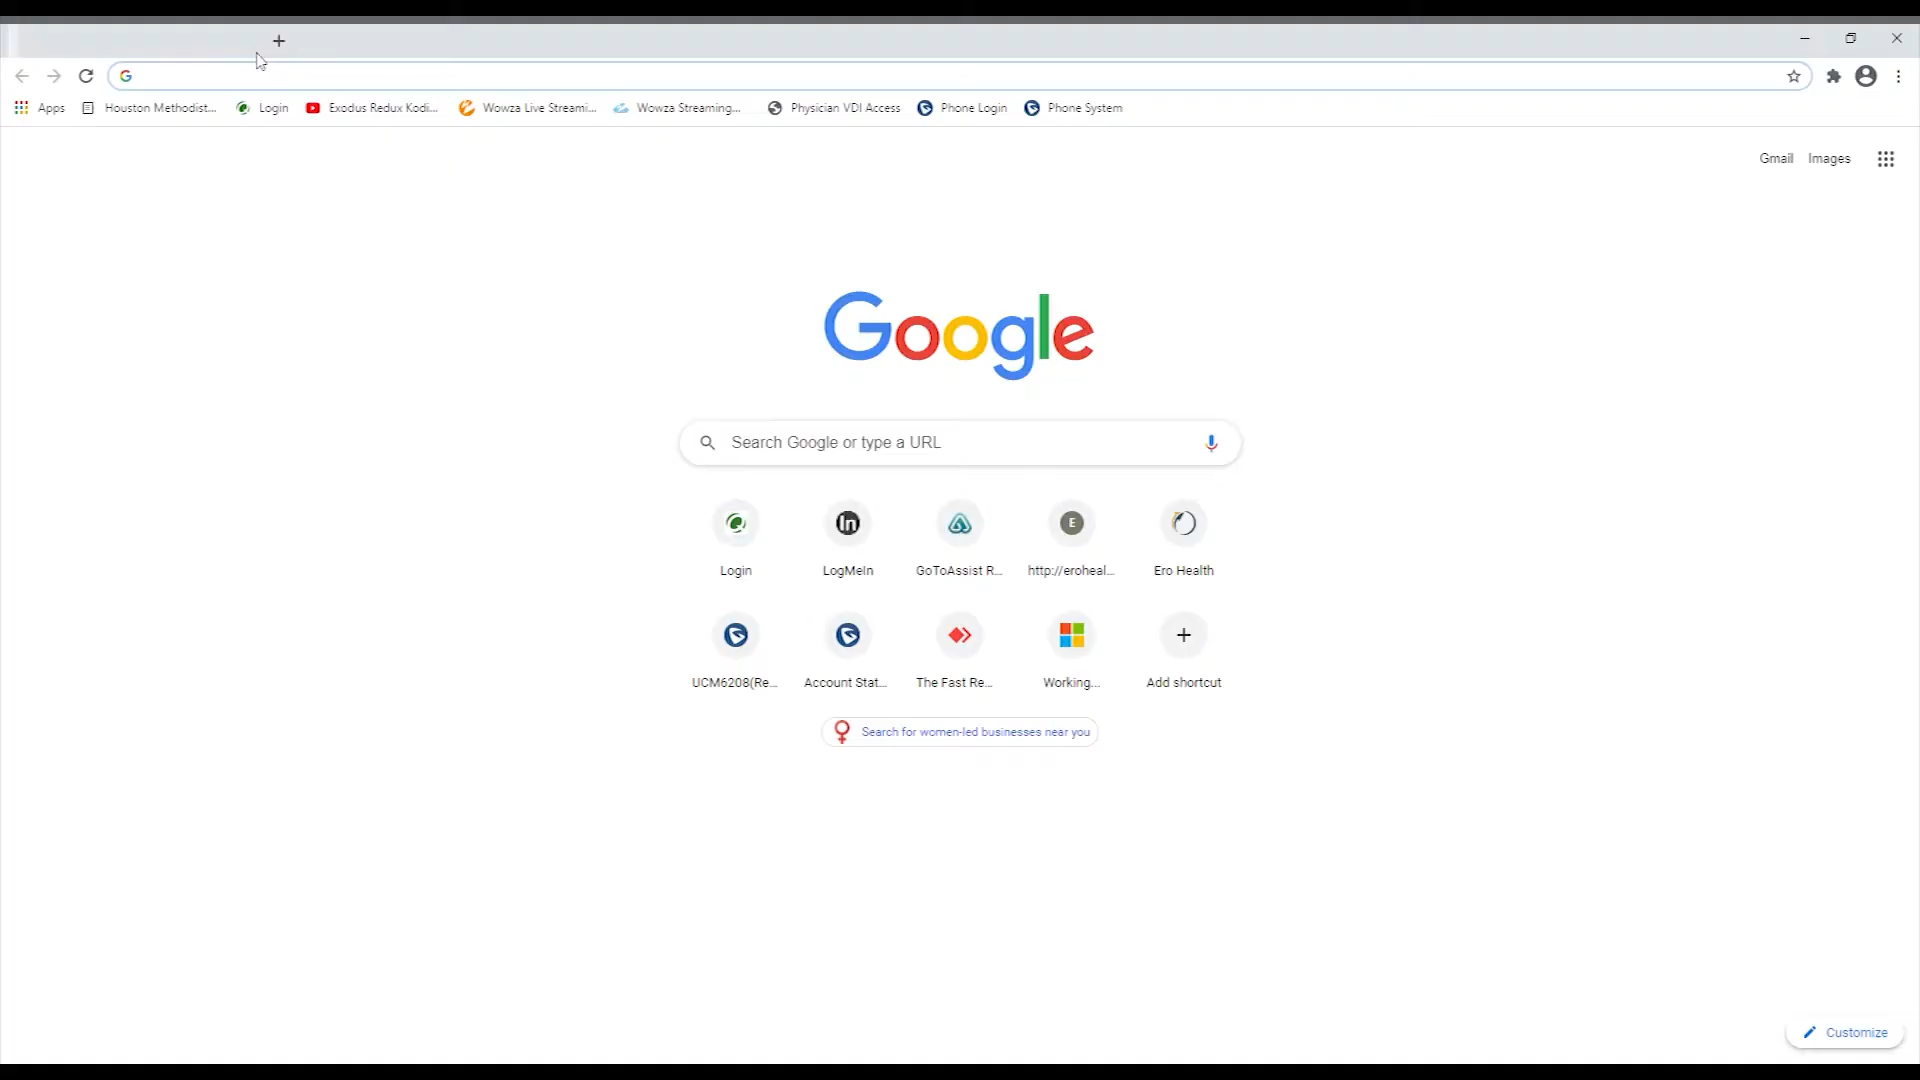 Apps Houston Methodist... Login Exodus Redux Kodi... Wowza Live Streami... Wowza Streaming... Physician VDI Access Phone Login Phone System
Gmail Images
Google
Search Google or type a URL
In
E
Login LogMeIn GoToAssist R... http://eroheal... Ero Health
UCM6208(Re... Account Stat... The Fast Re... Working... Add shortcut
Search for women-led businesses near you
Customize